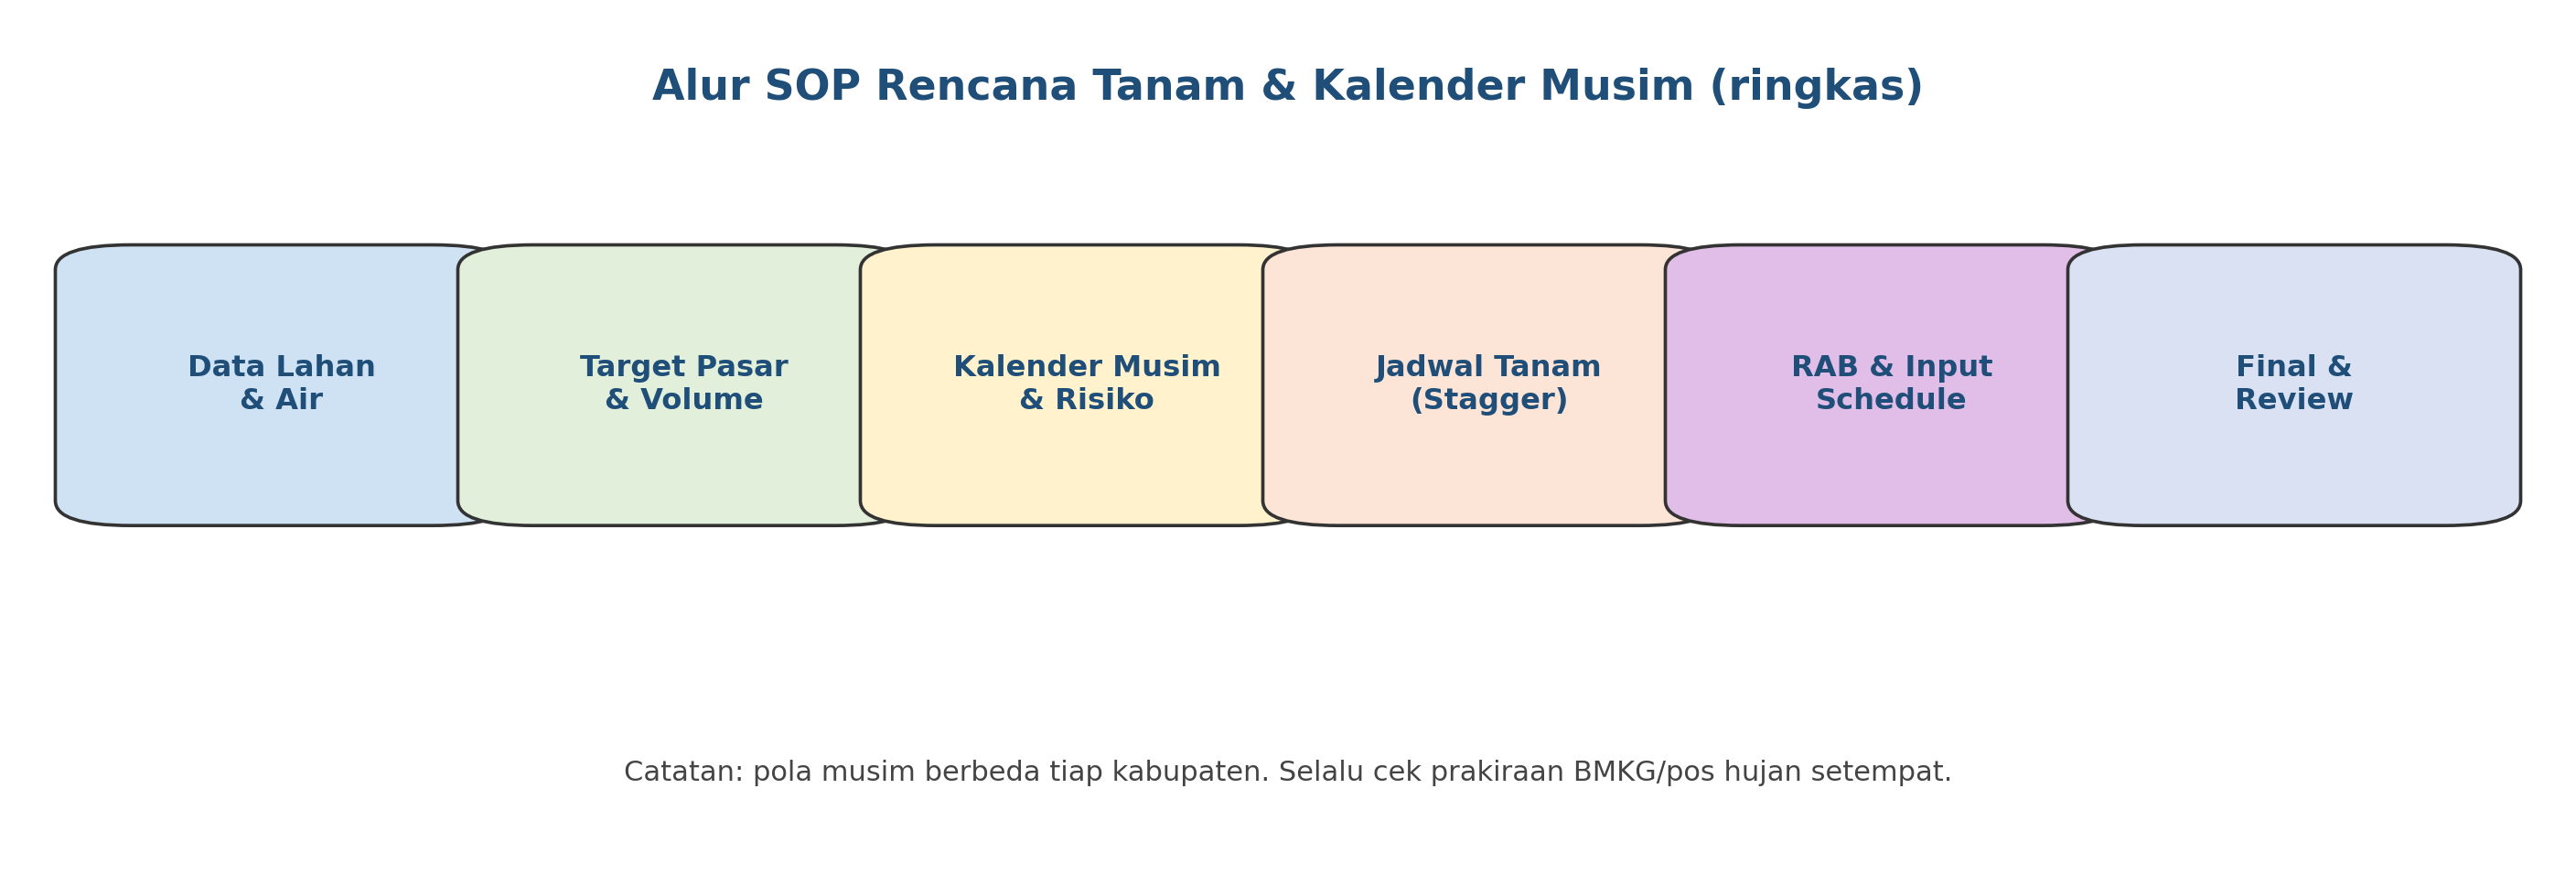 Alur SOP Rencana Tanam & Kalender Musim (ringkas)
Data Lahan
& Air
Target Pasar
& Volume
Kalender Musim
& Risiko
Jadwal Tanam
(Stagger)
RAB & Input
Schedule
Final &
Review
Catatan: pola musim berbeda tiap kabupaten. Selalu cek prakiraan BMKG/pos hujan setempat.